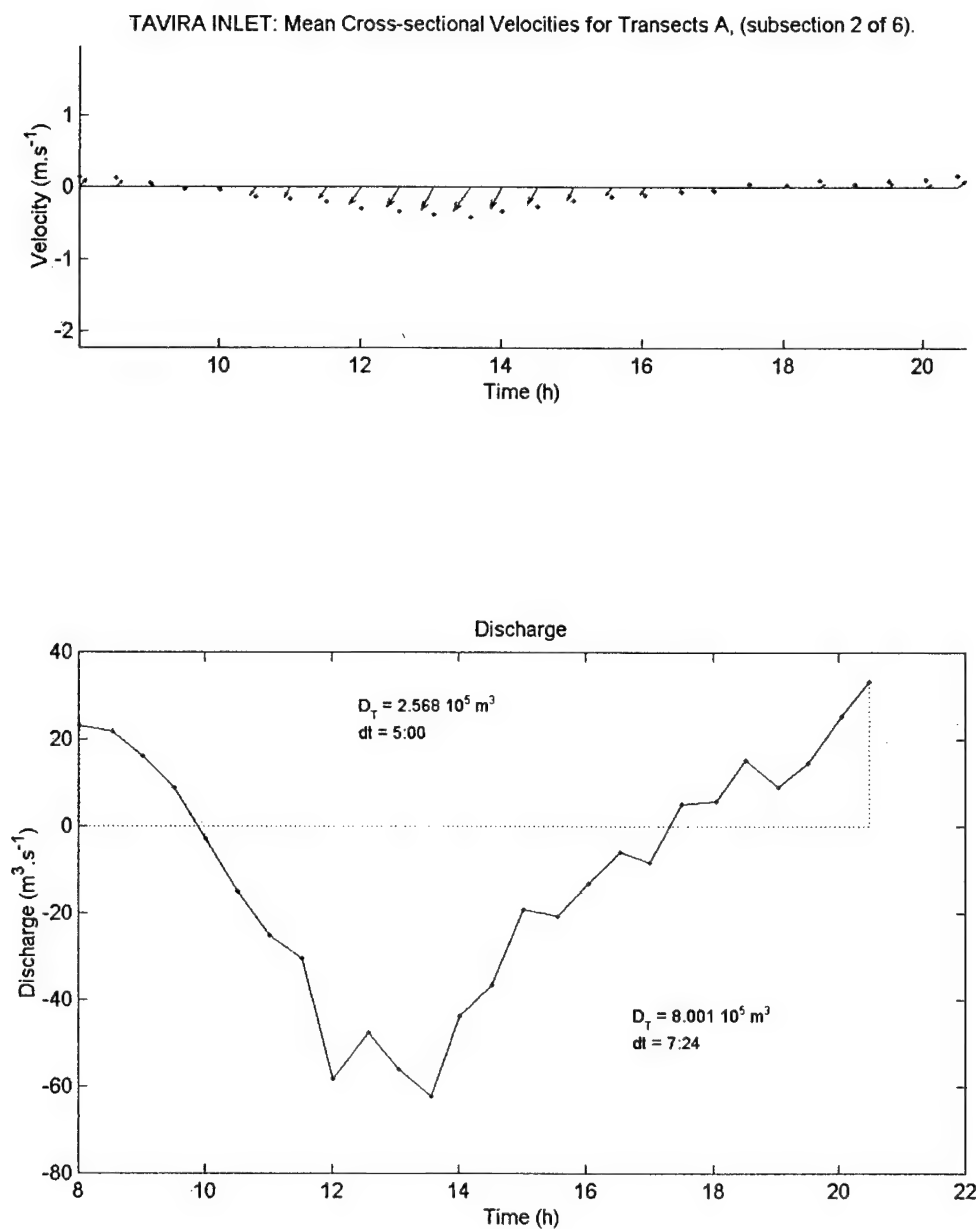 TAVIRA INLET: Mean Cross-sectional Velocities for Transects A, (subsection 2 of 6).
1
0
-1
-2
Velocity (m.s⁻¹)
10 12 14 16 18 20
Time (h)
Discharge
40
20
0
-20
-40
-60
-80
Discharge (m³.s⁻¹)
D_T = 2.568 10⁵ m³
dt = 5:00
D_T = 8.001 10⁵ m³
dt = 7:24
8 10 12 14 16 18 20 22
Time (h)